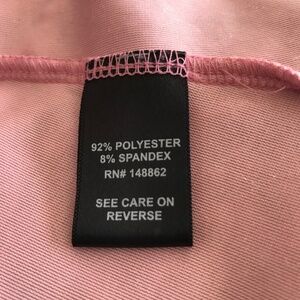 92% POLYESTER
8% SPANDEX
RN# 148862
SEE CARE ON
REVERSE